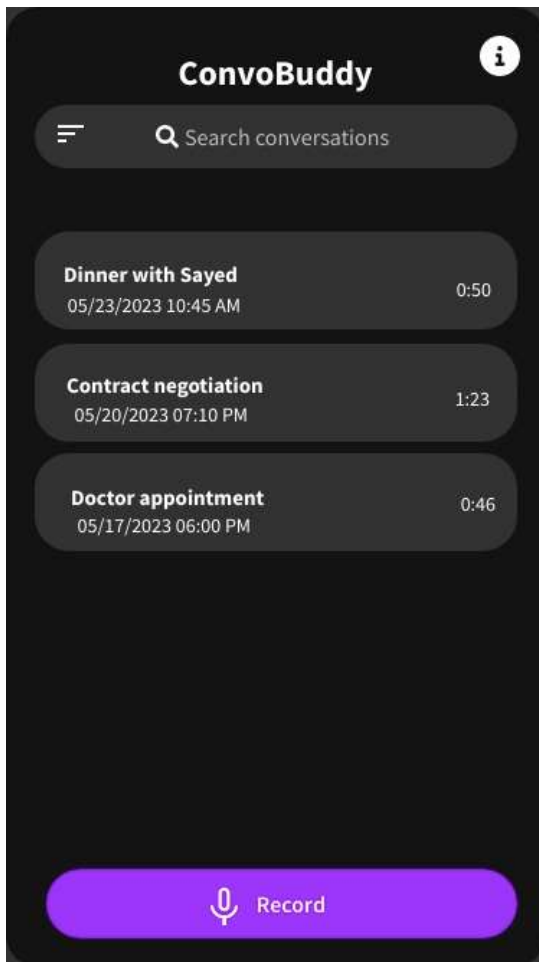 ConvoBuddy
Search conversations
Dinner with Sayed
05/23/2023 10:45 AM
0:50
Contract negotiation
05/20/2023 07:10 PM
1:23
Doctor appointment
05/17/2023 06:00 PM
0:46
Record